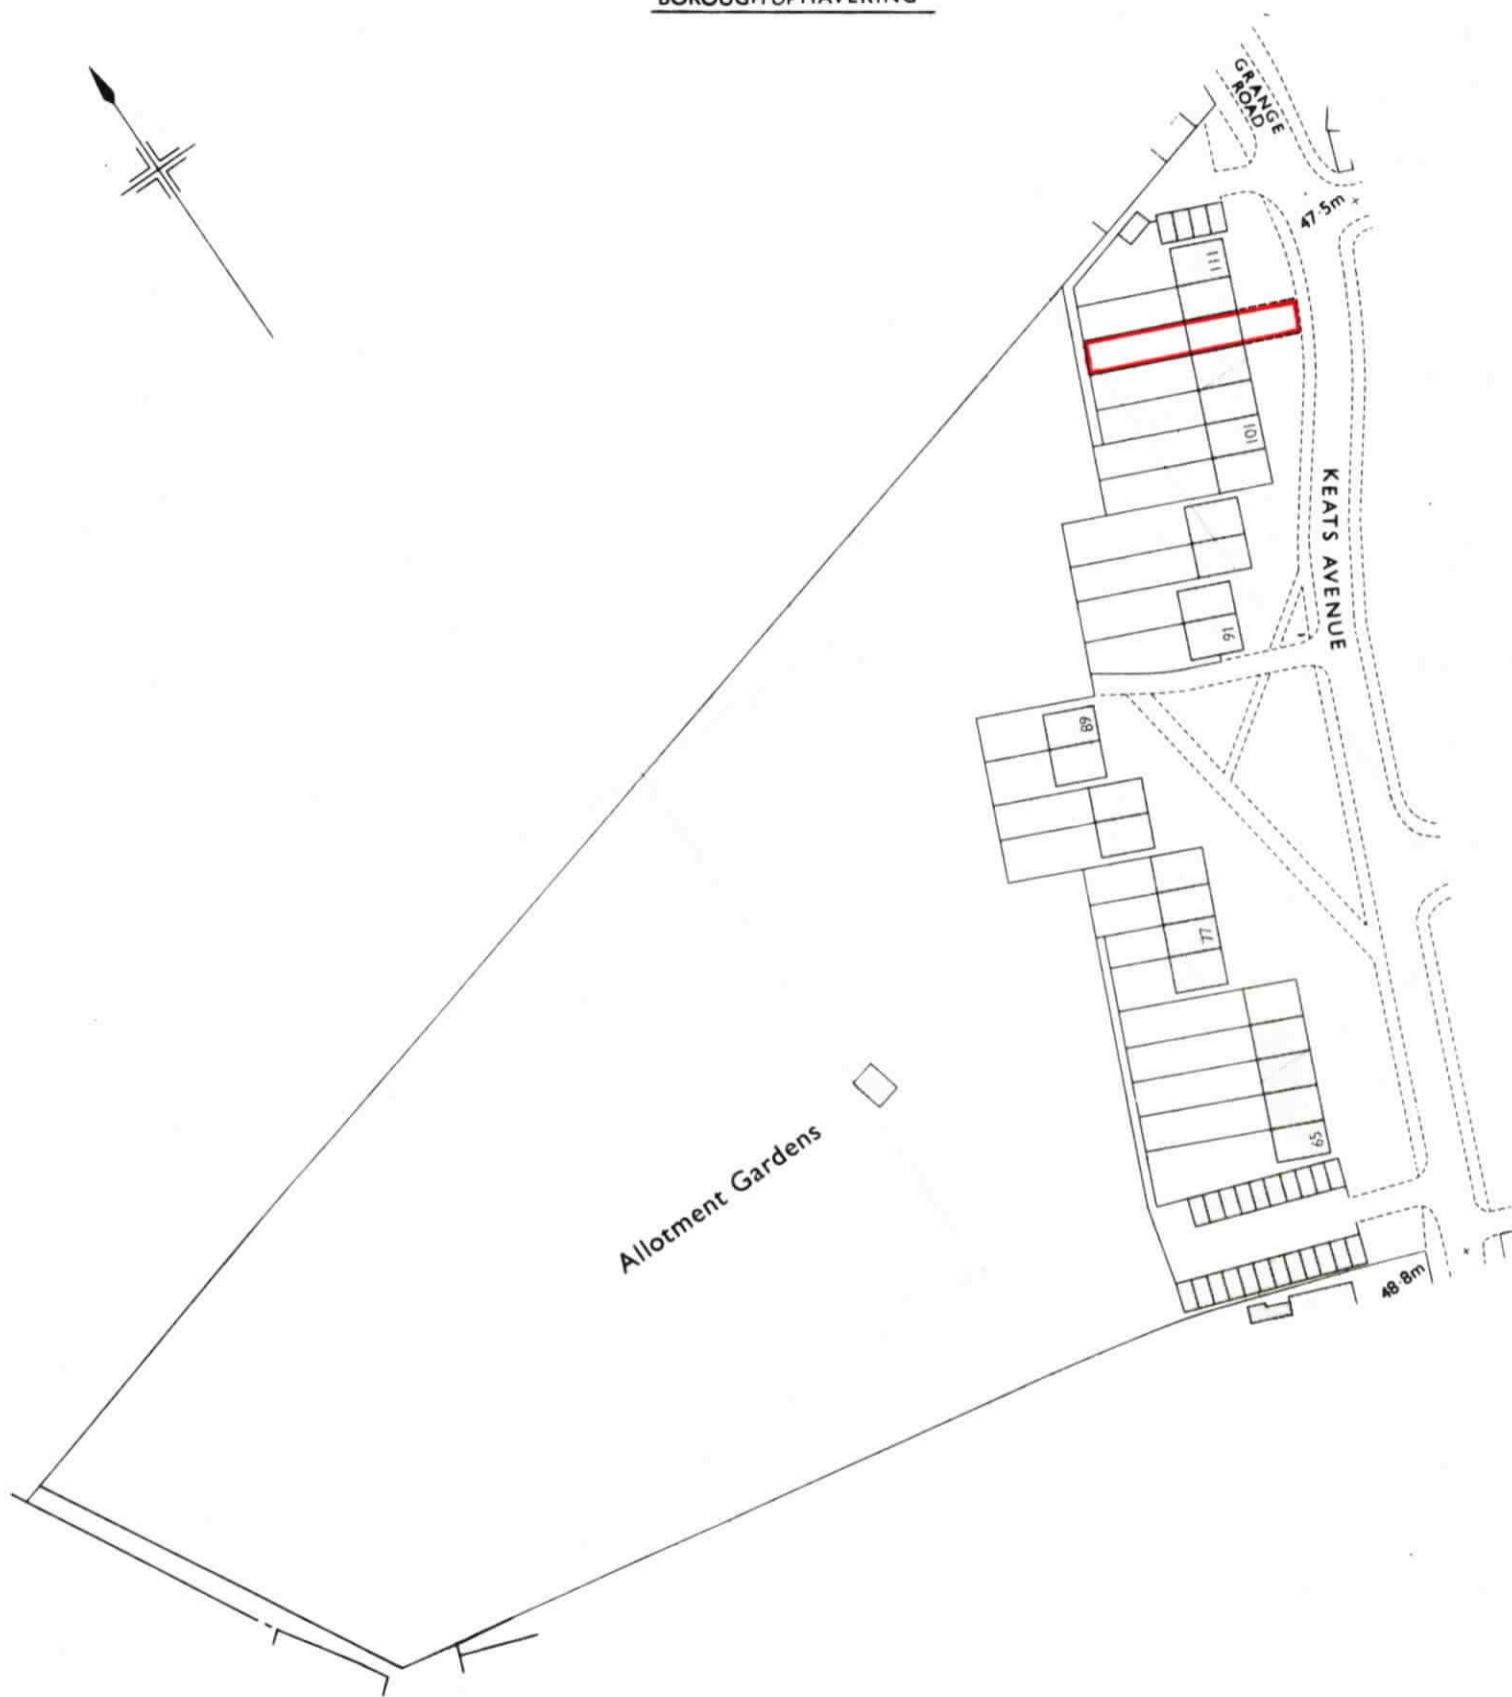 BOROUGH OF HAVERING
GRANGE
ROAD
47·5m
111
101
KEATS AVENUE
91
89
77
65
Allotment Gardens
48·8m